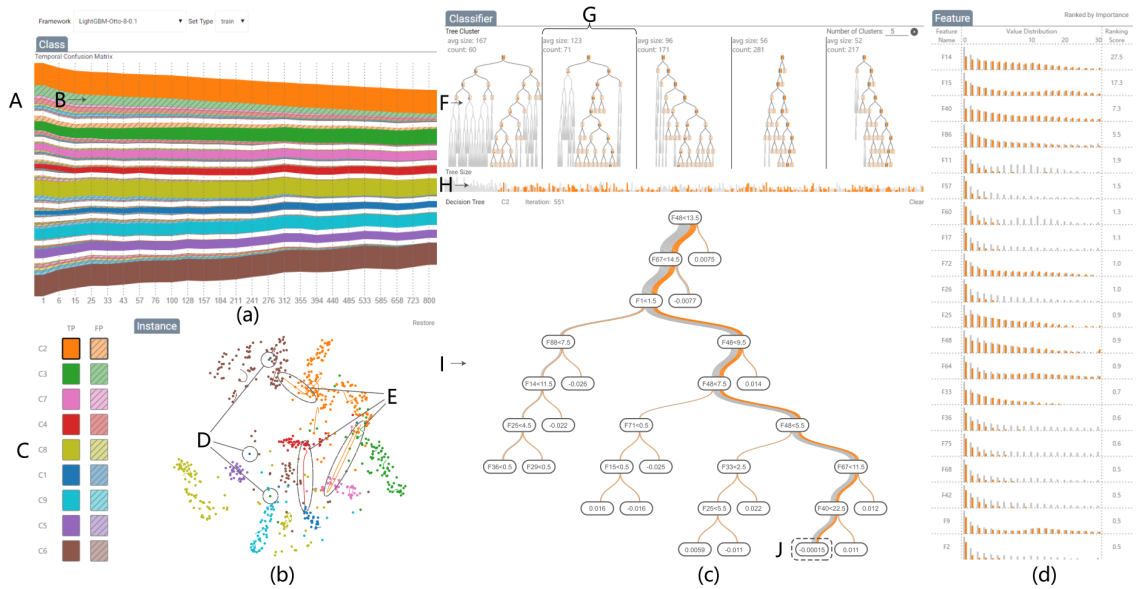 Framework LightGBM-Otto-8-0.1 Set Type train
Class
Temporal Confusion Matrix
A
B
1 6 15 25 33 43 57 76 100 128 157 184 211 241 276 312 355 394 440 485 533 585 658 723 800
(a)
TP FP
C2
C3
C7
C4
C8
C1
C9
C5
C6
C
Instance
Restore
D
E
(b)
Classifier
G
Tree Cluster
Number of Clusters: 5
avg size: 167
count: 60
avg size: 123
count: 71
avg size: 96
count: 171
avg size: 56
count: 281
avg size: 52
count: 217
F
Tree Size
H
Decision Tree C2 Iteration: 551 Clear
I
F48<13.5
F67<14.5 0.0075
F1<1.5 -0.0077
F88<7.5 F46<9.5
F14<11.5 -0.026 F48<7.5 0.014
F25<4.5 -0.022 F71<0.5 F48<5.5
F36<0.5 F29<0.5 F15<0.5 -0.025 F33<2.5 F67<11.5
0.016 -0.016 F25<5.5 0.022 F40<22.5 0.012
J
0.0059 -0.011 -0.00015 0.011
(c)
Feature
Ranked by Importance
Feature Name Value Distribution Ranking Score
0 10 20 30
F14 27.5
F15 17.3
F40 7.3
F86 5.5
F11 1.9
F57 1.5
F60 1.3
F17 1.1
F72 1.0
F26 1.0
F25 0.9
F48 0.9
F64 0.9
F33 0.7
F36 0.6
F75 0.6
F68 0.5
F42 0.5
F9 0.5
F2 0.5
(d)